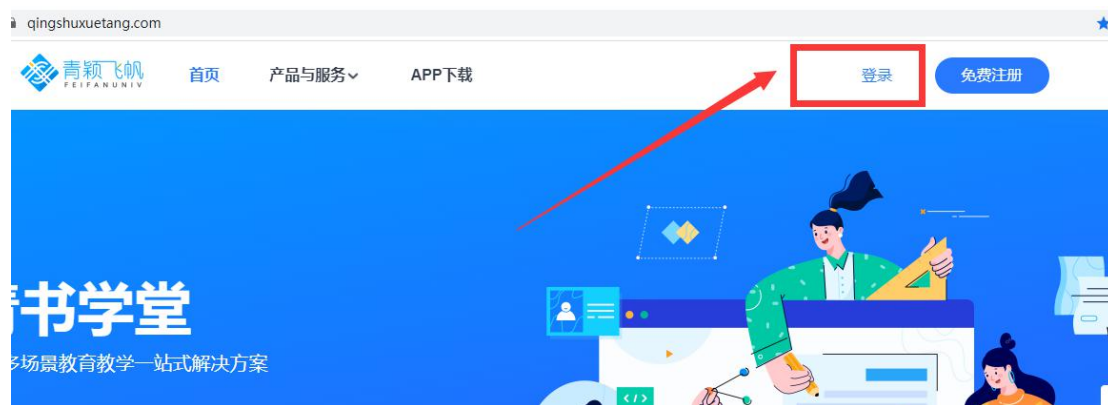 qingshuxuetang.com
青颖飞帆
FEIFANUNIV
首页
产品与服务
APP下载
登录
免费注册
书学堂
场景教育教学一站式解决方案
</>